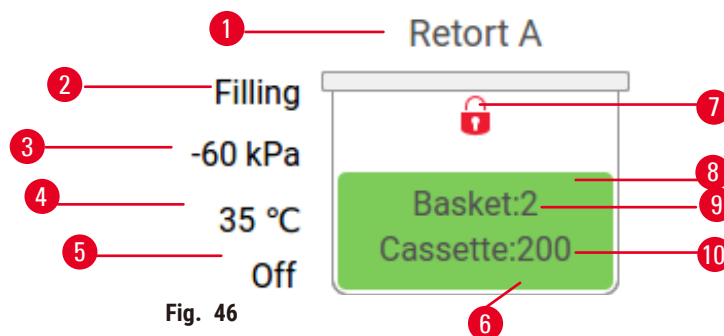 1 Retort A
2 Filling
7
3 -60 kPa
8
4 35 °C
Basket:2 9
5 Off
Cassette:200 10
6
Fig. 46